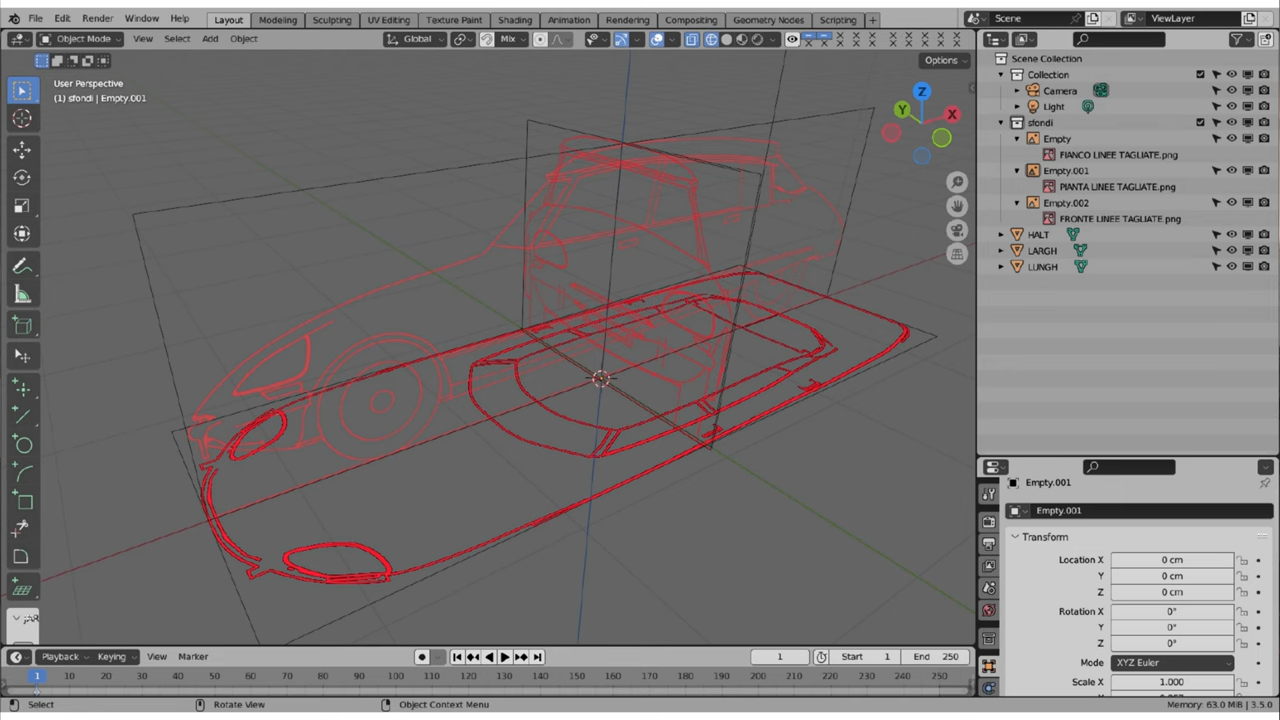 File Edit Render Window Help Layout Modeling Sculpting UV Editing Texture Paint Shading Animation Rendering Compositing Geometry Nodes Scripting + Scene ViewLayer
Object Mode View Select Add Object Global Mix
Options
User Perspective
(1) sfondi | Empty.001
Z
Y
X
Scene Collection
Collection
Camera
Light
sfondi
Empty
FIANCO LINEE TAGLIATE.png
Empty.001
PIANTA LINEE TAGLIATE.png
Empty.002
FRONTE LINEE TAGLIATE.png
HALT
LARGH
LUNGH
Empty.001
Empty.001
Transform
Location X 0 cm
Y 0 cm
Z 0 cm
Rotation X 0°
Y 0°
Z 0°
Mode XYZ Euler
Scale X 1.000
Playback Keying View Marker 1 Start 1 End 250
1 10 20 30 40 50 60 70 80 90 100 110 120 130 140 150 160 170 180 190 200 210 220 230 240 250
Select Rotate View Object Context Menu Memory: 63.0 MiB | 3.5.0